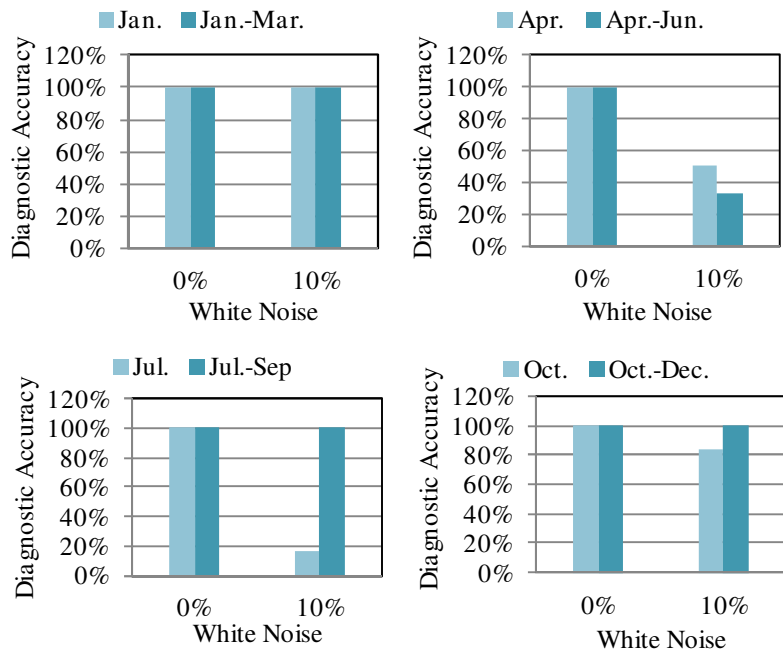 Jan. Jan.-Mar.
Diagnostic Accuracy
120%
100%
80%
60%
40%
20%
0%
0% 10%
White Noise
Apr. Apr.-Jun.
Diagnostic Accuracy
120%
100%
80%
60%
40%
20%
0%
0% 10%
White Noise
Jul. Jul.-Sep
Diagnostic Accuracy
120%
100%
80%
60%
40%
20%
0%
0% 10%
White Noise
Oct. Oct.-Dec.
Diagnostic Accuracy
120%
100%
80%
60%
40%
20%
0%
0% 10%
White Noise